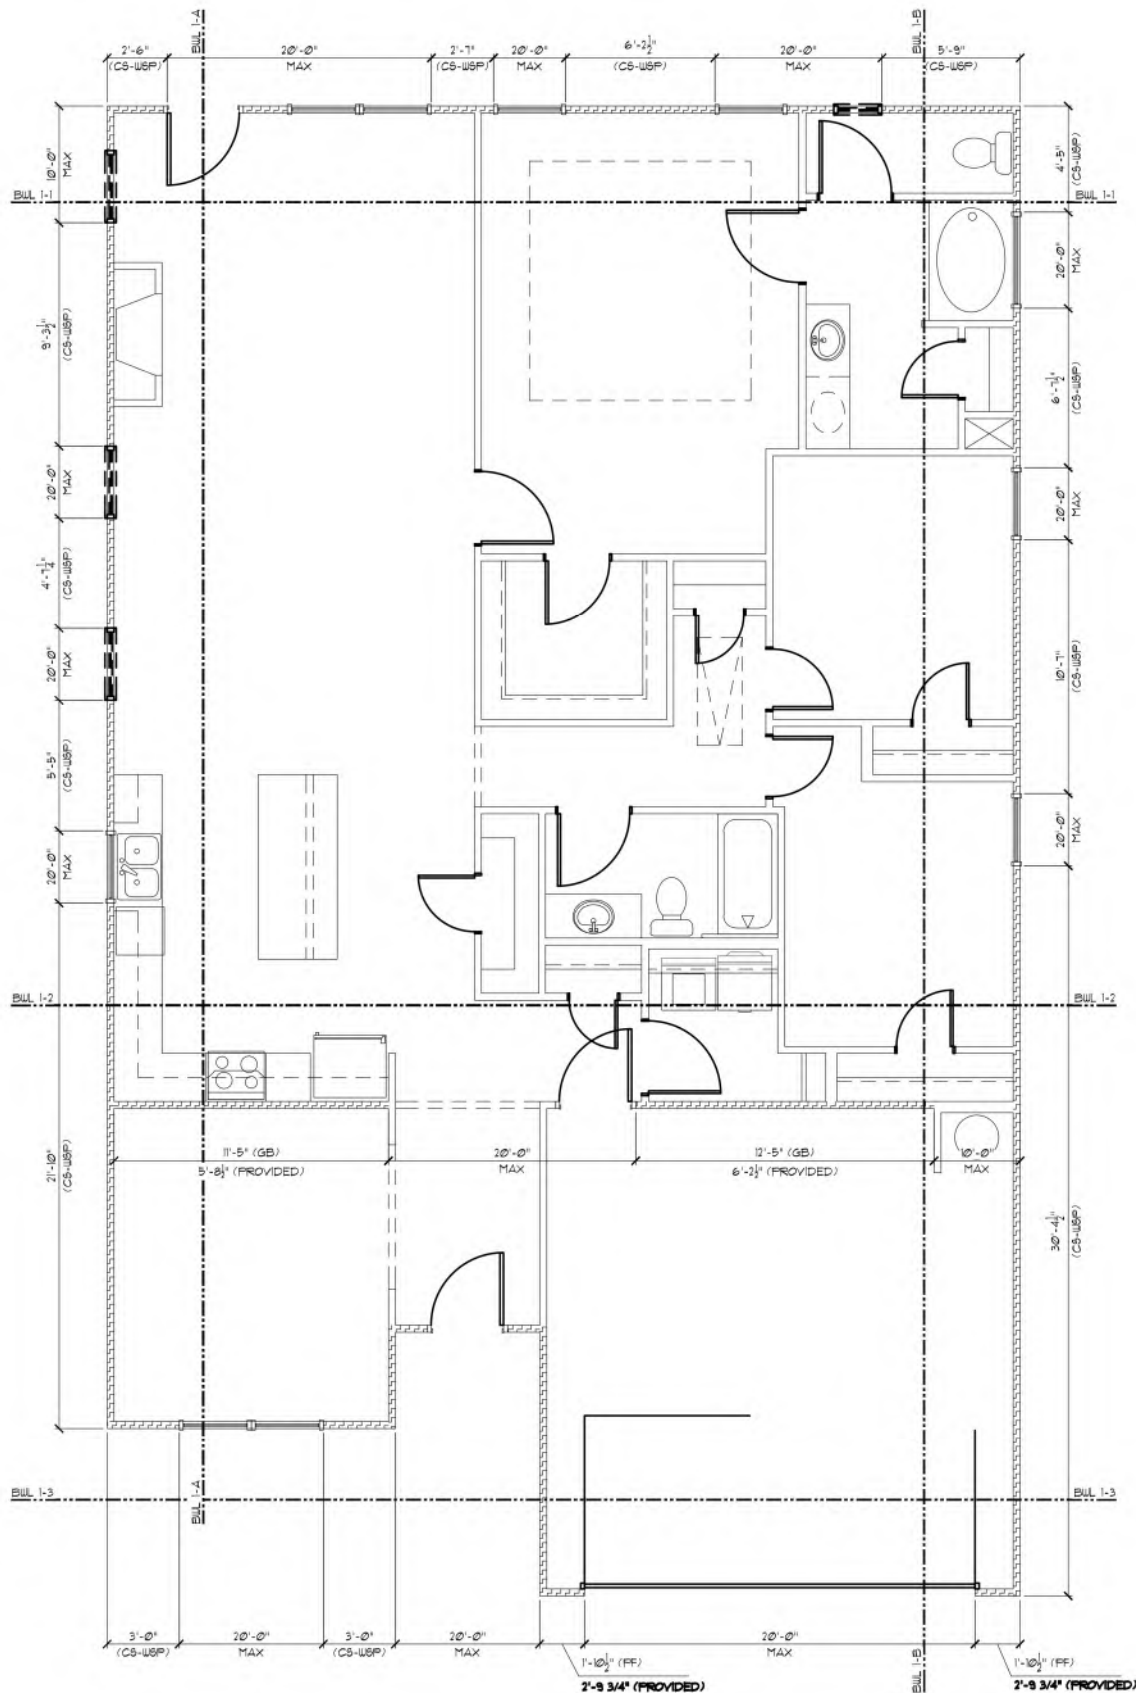 BWL 1-A
BWL 1-B
2'-6"
(CS-WSP)
20'-0"
MAX
2'-7"
(CS-WSP)
20'-0"
MAX
6'-2½"
(CS-WSP)
20'-0"
MAX
5'-9"
(CS-WSP)
10'-0"
MAX
4'-5"
(CS-WSP)
BWL 1-1
BWL 1-1
20'-0"
MAX
9'-3½"
(CS-WSP)
6'-7½"
(CS-WSP)
20'-0"
MAX
20'-0"
MAX
4'-7¼"
(CS-WSP)
10'-7"
(CS-WSP)
20'-0"
MAX
5'-5"
(CS-WSP)
20'-0"
MAX
20'-0"
MAX
BWL 1-2
BWL 1-2
21'-10"
(CS-WSP)
11'-5" (GB)
5'-8½" (PROVIDED)
20'-0"
MAX
12'-5" (GB)
6'-2½" (PROVIDED)
10'-0"
MAX
30'-4½"
(CS-WSP)
BWL 1-3
BWL 1-3
BWL 1-A
3'-0"
(CS-WSP)
20'-0"
MAX
3'-0"
(CS-WSP)
20'-0"
MAX
20'-0"
MAX
BWL 1-B
1'-10½" (PF)
2'-9 3/4" (PROVIDED)
1'-10½" (PF)
2'-9 3/4" (PROVIDED)